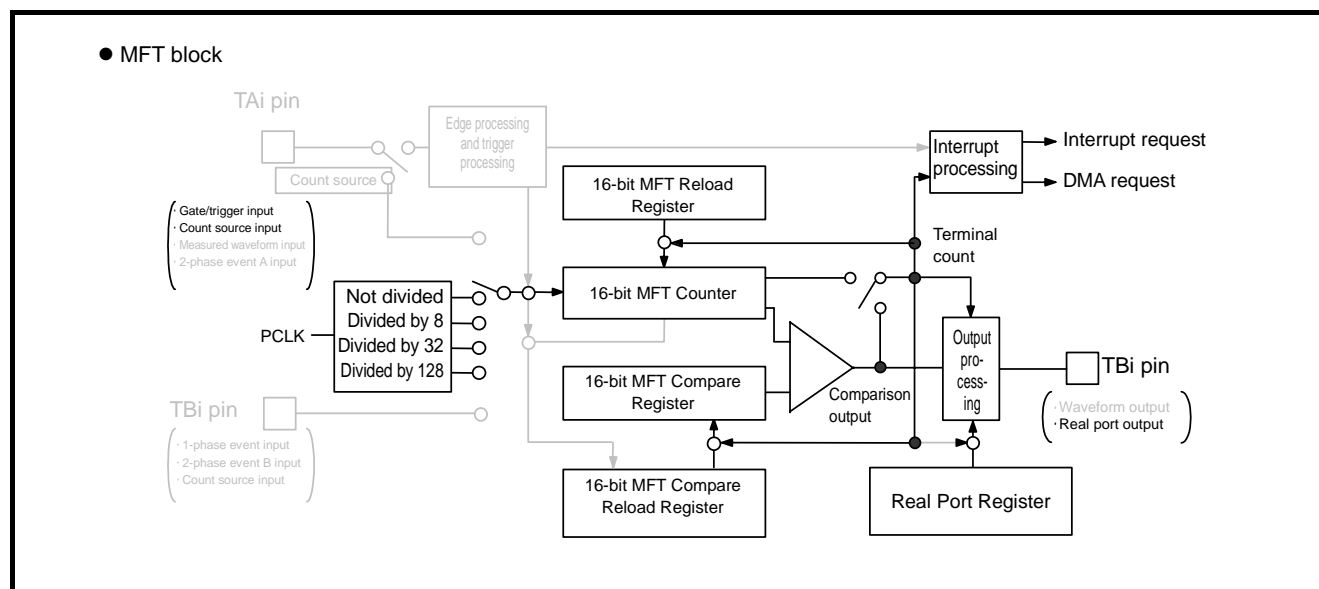 ● MFT block
TAi pin
Edge processing
and trigger
processing
Count source
· Gate/trigger input
· Count source input
· Measured waveform input
· 2-phase event A input
16-bit MFT Reload
Register
Interrupt
processing
Interrupt request
DMA request
Terminal
count
16-bit MFT Counter
PCLK
Not divided
Divided by 8
Divided by 32
Divided by 128
16-bit MFT Compare
Register
Comparison
output
Output
pro-
cess-
ing
TBi pin
· Waveform output
· Real port output
TBi pin
· 1-phase event input
· 2-phase event B input
· Count source input
16-bit MFT Compare
Reload Register
Real Port Register